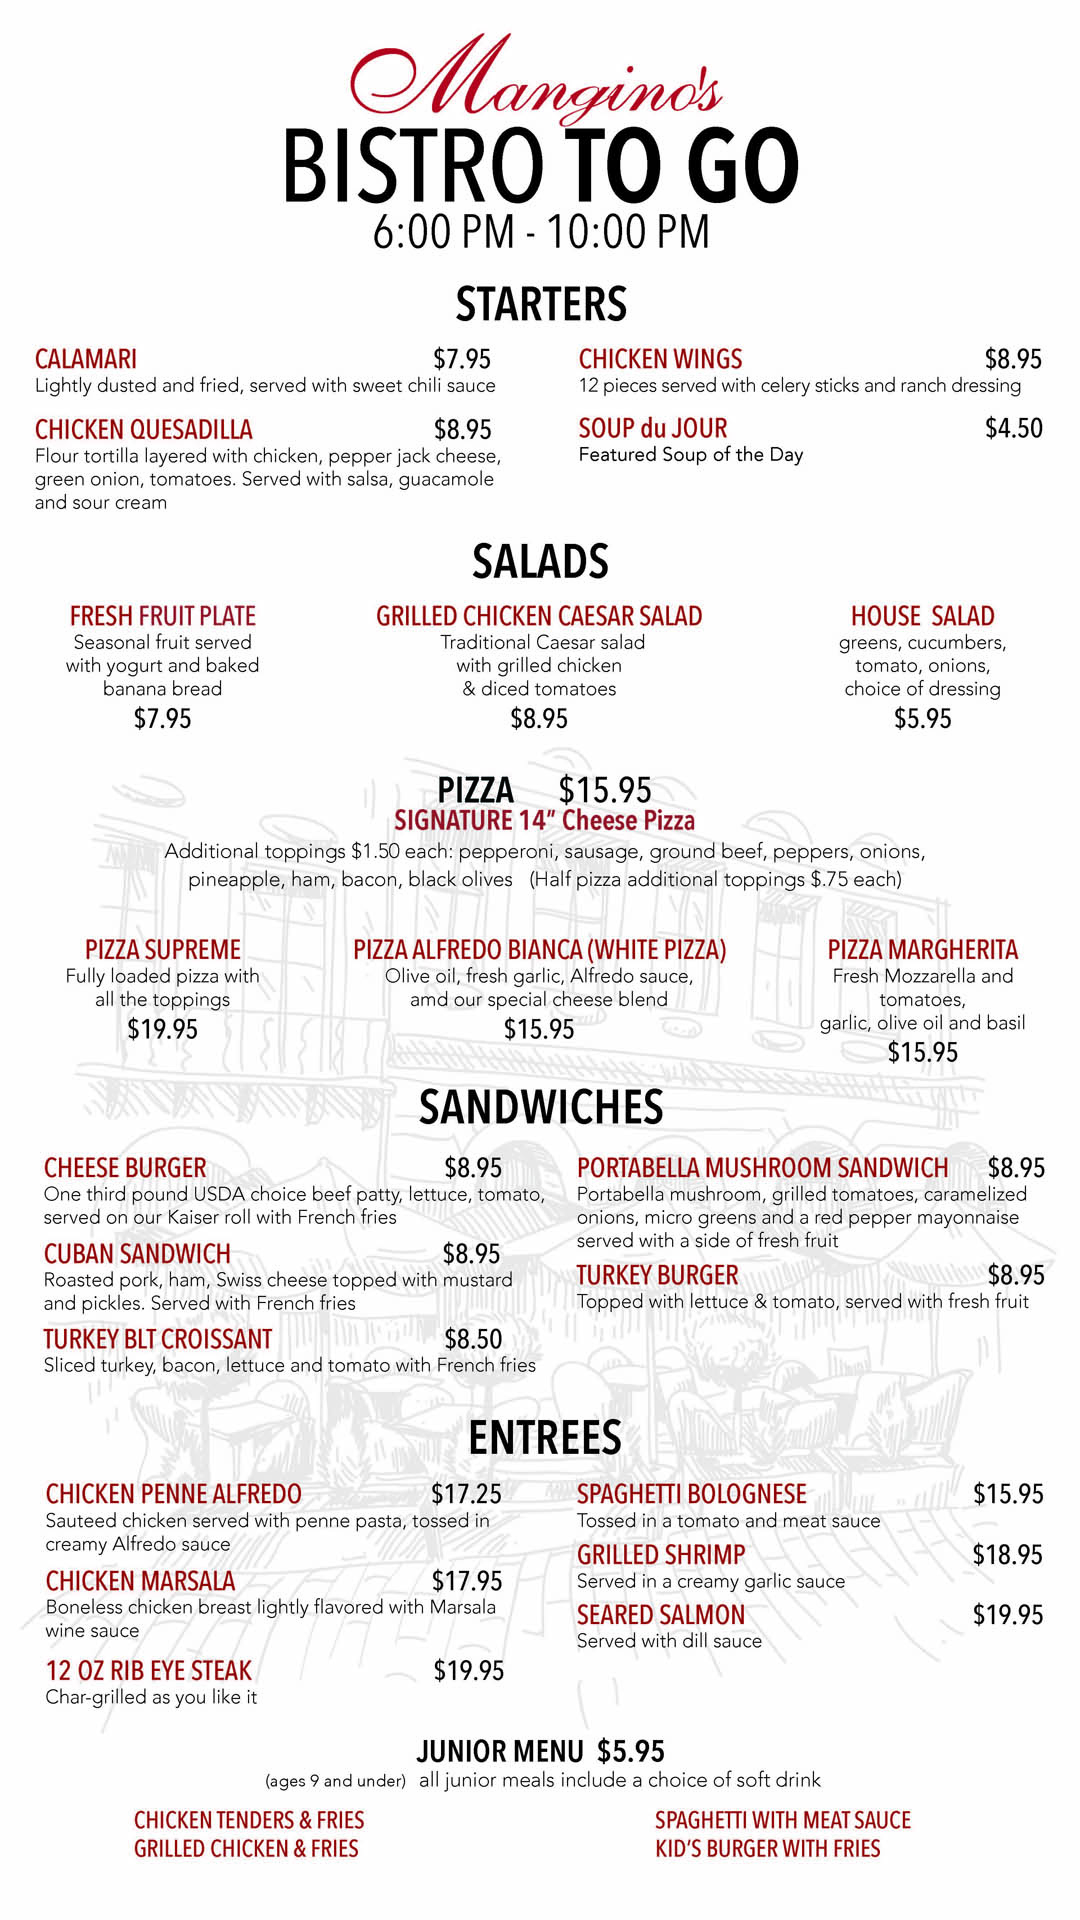 Mangino's
BISTRO TO GO
6:00 PM - 10:00 PM
STARTERS
CALAMARI $7.95
Lightly dusted and fried, served with sweet chili sauce
CHICKEN QUESADILLA $8.95
Flour tortilla layered with chicken, pepper jack cheese,
green onion, tomatoes. Served with salsa, guacamole
and sour cream
CHICKEN WINGS $8.95
12 pieces served with celery sticks and ranch dressing
SOUP du JOUR $4.50
Featured Soup of the Day
SALADS
FRESH FRUIT PLATE
Seasonal fruit served
with yogurt and baked
banana bread
$7.95
GRILLED CHICKEN CAESAR SALAD
Traditional Caesar salad
with grilled chicken
& diced tomatoes
$8.95
HOUSE SALAD
greens, cucumbers,
tomato, onions,
choice of dressing
$5.95
PIZZA $15.95
SIGNATURE 14” Cheese Pizza
Additional toppings $1.50 each: pepperoni, sausage, ground beef, peppers, onions,
pineapple, ham, bacon, black olives (Half pizza additional toppings $.75 each)
PIZZA SUPREME
Fully loaded pizza with
all the toppings
$19.95
PIZZA ALFREDO BIANCA (WHITE PIZZA)
Olive oil, fresh garlic, Alfredo sauce,
amd our special cheese blend
$15.95
PIZZA MARGHERITA
Fresh Mozzarella and
tomatoes,
garlic, olive oil and basil
$15.95
SANDWICHES
CHEESE BURGER $8.95
One third pound USDA choice beef patty, lettuce, tomato,
served on our Kaiser roll with French fries
CUBAN SANDWICH $8.95
Roasted pork, ham, Swiss cheese topped with mustard
and pickles. Served with French fries
TURKEY BLT CROISSANT $8.50
Sliced turkey, bacon, lettuce and tomato with French fries
PORTABELLA MUSHROOM SANDWICH $8.95
Portabella mushroom, grilled tomatoes, caramelized
onions, micro greens and a red pepper mayonnaise
served with a side of fresh fruit
TURKEY BURGER $8.95
Topped with lettuce & tomato, served with fresh fruit
ENTREES
CHICKEN PENNE ALFREDO $17.25
Sauteed chicken served with penne pasta, tossed in
creamy Alfredo sauce
CHICKEN MARSALA $17.95
Boneless chicken breast lightly flavored with Marsala
wine sauce
12 OZ RIB EYE STEAK $19.95
Char-grilled as you like it
SPAGHETTI BOLOGNESE $15.95
Tossed in a tomato and meat sauce
GRILLED SHRIMP $18.95
Served in a creamy garlic sauce
SEARED SALMON $19.95
Served with dill sauce
JUNIOR MENU $5.95
(ages 9 and under) all junior meals include a choice of soft drink
CHICKEN TENDERS & FRIES
GRILLED CHICKEN & FRIES
SPAGHETTI WITH MEAT SAUCE
KID’S BURGER WITH FRIES